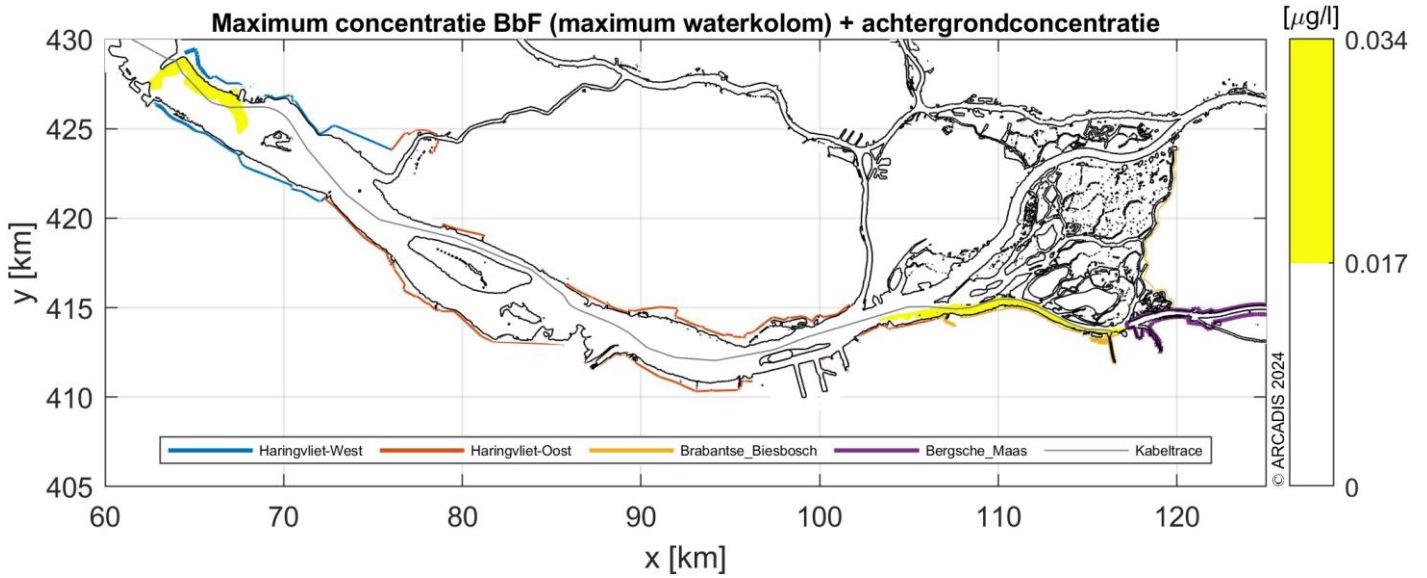 Maximum concentratie BbF (maximum waterkolom) + achtergrondconcentratie
[μg/l]
430
425
420
415
410
405
y [km]
60
70
80
90
100
110
120
x [km]
Haringvliet-West
Haringvliet-Oost
Brabantse_Biesbosch
Bergsche_Maas
Kabeltrace
© ARCADIS 2024
0.034
0.017
0